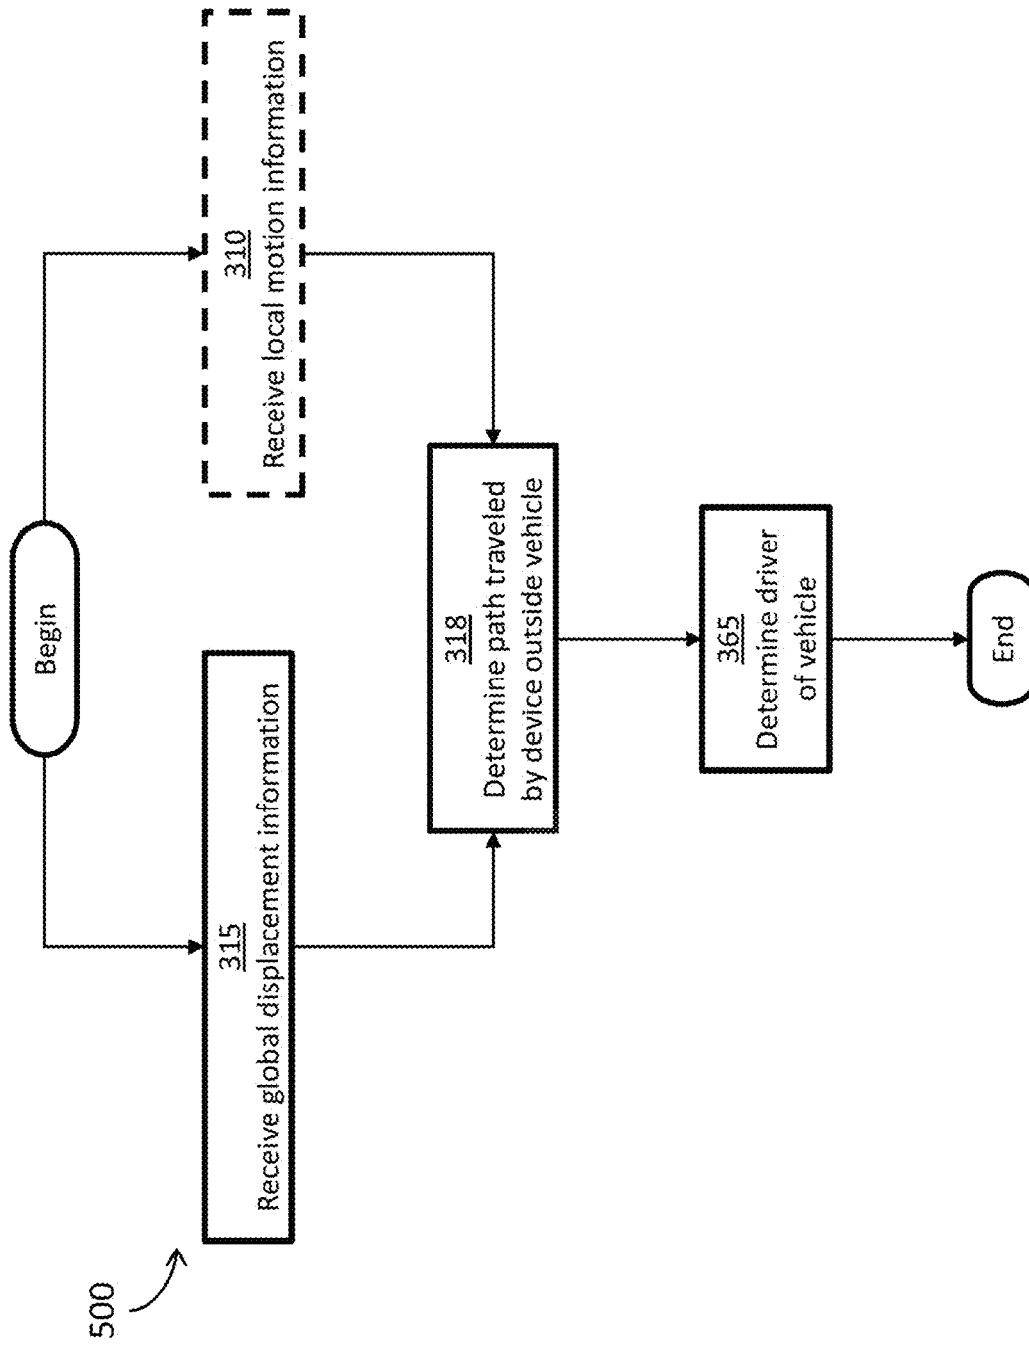 500
Begin
315
Receive global displacement information
310
Receive local motion information
318
Determine path traveled
by device outside vehicle
365
Determine driver
of vehicle
End